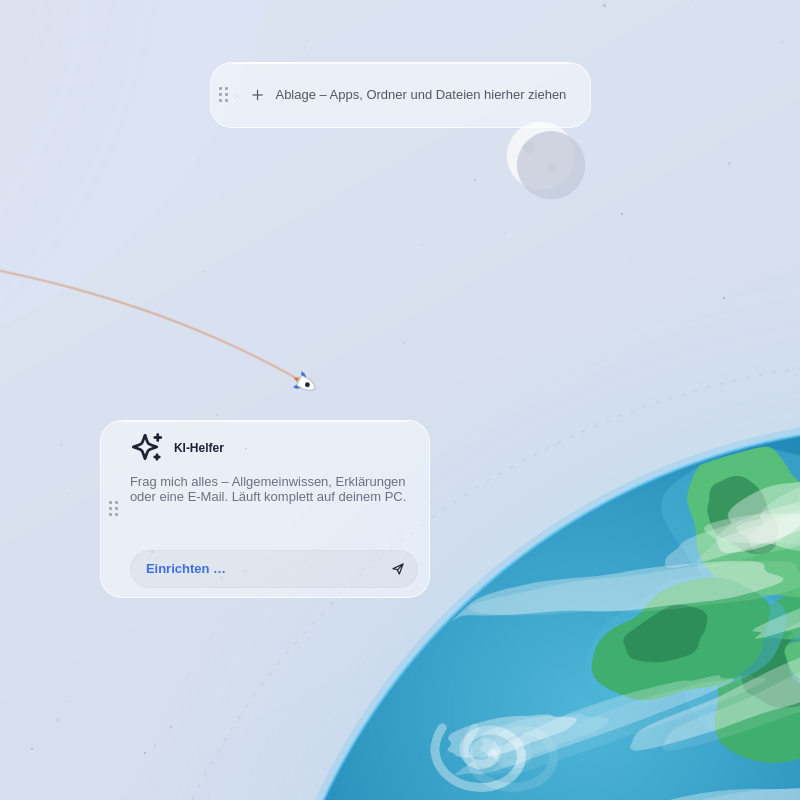 Ablage – Apps, Ordner und Dateien hierher ziehen
KI-Helfer
Frag mich alles – Allgemeinwissen, Erklärungen
oder eine E-Mail. Läuft komplett auf deinem PC.
Einrichten …